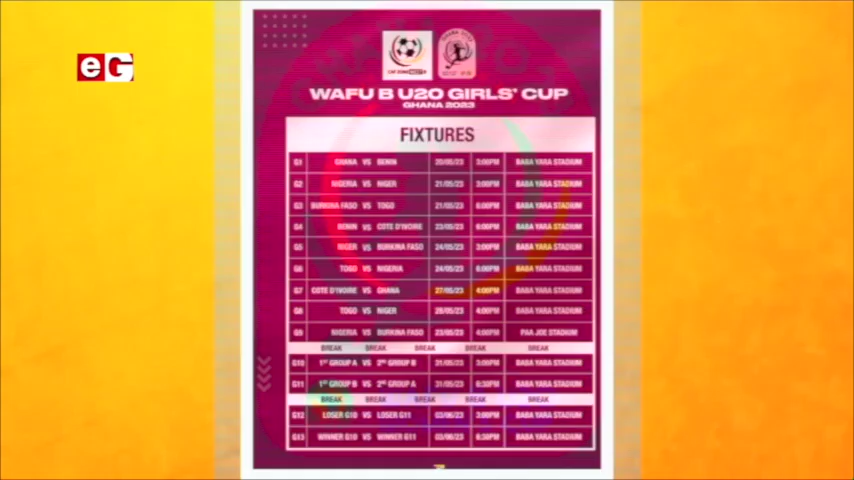 eG
WAFU B U20 GIRLS' CUP
GHANA 2023
FIXTURES
G1 GHANA VS BENIN 20/05/23 3:00PM BABA YARA STADIUM
G2 NIGERIA VS NIGER 21/05/23 3:00PM BABA YARA STADIUM
G3 BURKINA FASO VS TOGO 21/05/23 6:00PM BABA YARA STADIUM
G4 BENIN VS COTE D'IVOIRE 23/05/23 6:00PM BABA YARA STADIUM
G5 NIGER VS BURKINA FASO 24/05/23 3:00PM BABA YARA STADIUM
G6 TOGO VS NIGERIA 24/05/23 6:00PM BABA YARA STADIUM
G7 COTE D'IVOIRE VS GHANA 27/05/23 4:00PM BABA YARA STADIUM
G8 TOGO VS NIGER 4:00PM BABA YARA STADIUM
G9 NIGERIA VS BURKINA FASO 4:00PM PAA JOE STADIUM
BREAK BREAK BREAK BREAK BREAK
G10 1ST GROUP A VS 2ND GROUP B 31/05/23 3:00PM BABA YARA STADIUM
G11 1ST GROUP B VS 2ND GROUP A 31/05/23 6:30PM BABA YARA STADIUM
BREAK BREAK BREAK BREAK BREAK
G12 LOSER G10 VS LOSER G11 03/06/23 3:00PM BABA YARA STADIUM
G13 WINNER G10 VS WINNER G11 03/06/23 6:30PM BABA YARA STADIUM